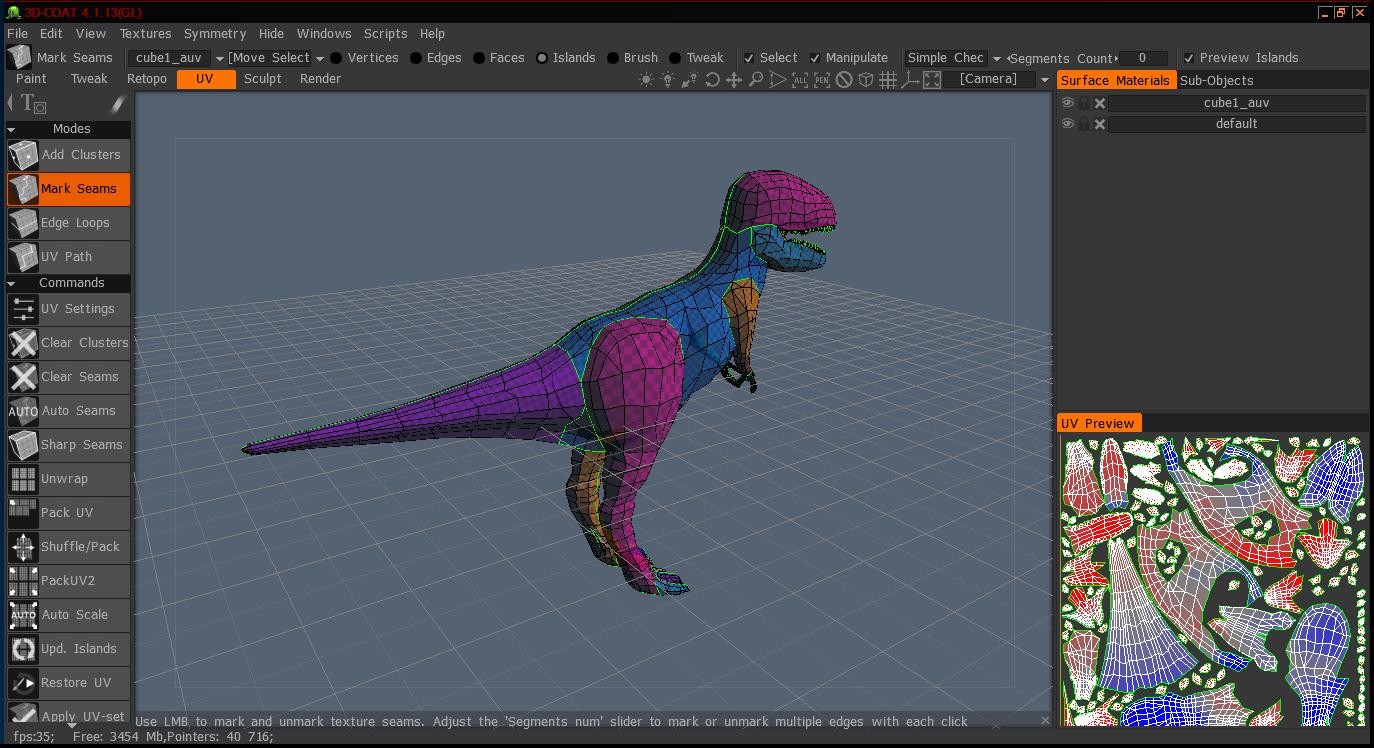 3D-COAT 4.1.13(GL)
File Edit View Textures Symmetry Hide Windows Scripts Help
Mark Seams cube1_auv [Move Select Vertices Edges Faces Islands Brush Tweak Select Manipulate Simple Chec Segments Count 0 Preview Islands
Paint Tweak Retopo UV Sculpt Render ALL PEN [Camera] Surface Materials Sub-Objects
T
cube1_auv
default
Modes
Add Clusters
Mark Seams
Edge Loops
UV Path
Commands
UV Settings
Clear Clusters
Clear Seams
AUTO Auto Seams
Sharp Seams
Unwrap
Pack UV
Shuffle/Pack
PackUV2
AUTO Auto Scale
Upd. Islands
Restore UV
Apply UV-set
UV Preview
Use LMB to mark and unmark texture seams. Adjust the 'Segments num' slider to mark or unmark multiple edges with each click
fps:35; Free: 3454 Mb,Pointers: 40 716;